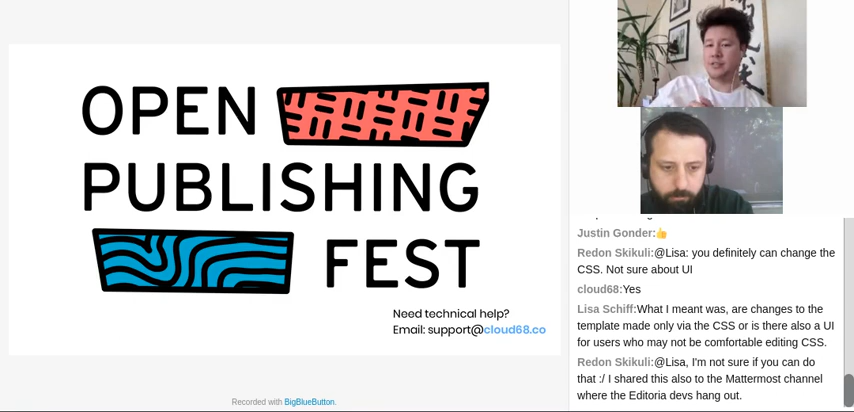 OPEN
PUBLISHING
FEST
Need technical help?
Email: support@cloud68.co
Recorded with BigBlueButton.
Justin Gonder:👍
Redon Skikuli:@Lisa: you definitely can change the
CSS. Not sure about UI
cloud68:Yes
Lisa Schiff:What I meant was, are changes to the
template made only via the CSS or is there also a UI
for users who may not be comfortable editing CSS.
Redon Skikuli:@Lisa, I'm not sure if you can do
that :/ I shared this also to the Mattermost channel
where the Editoria devs hang out.